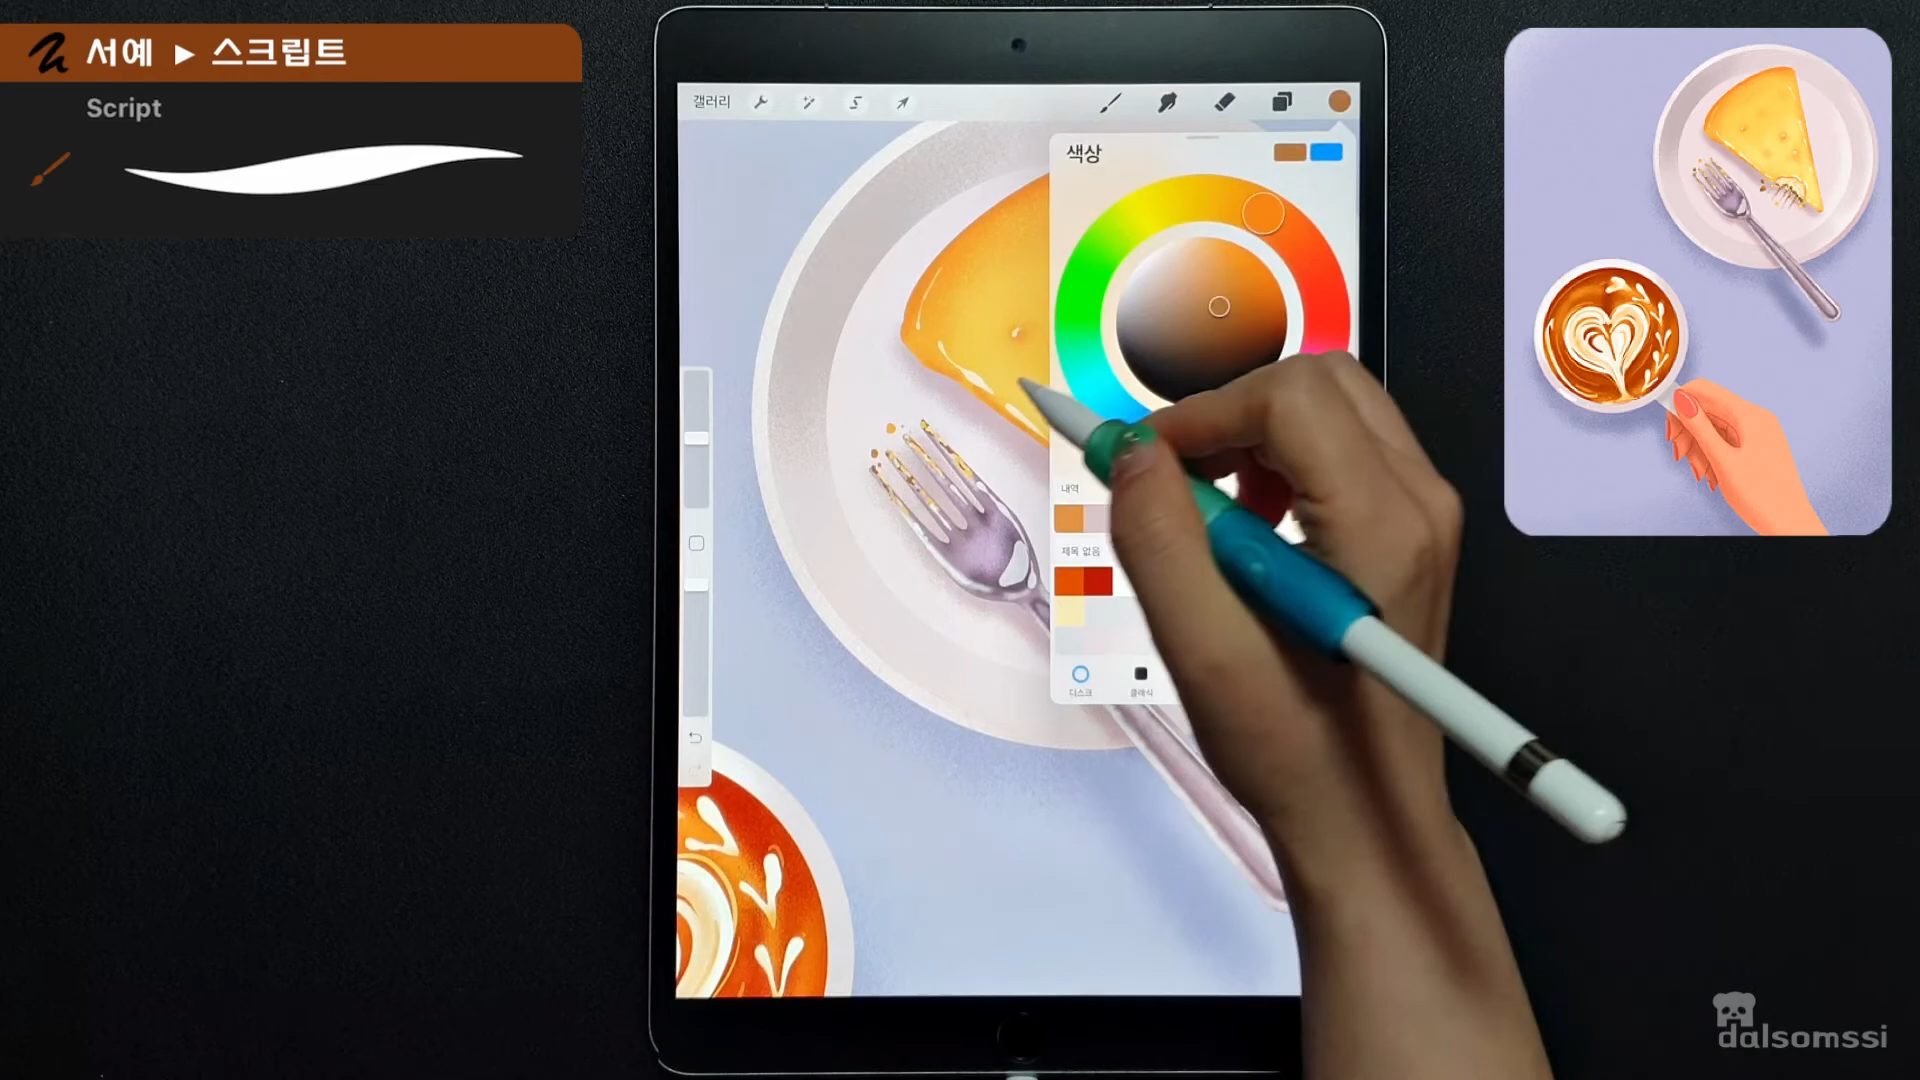 서예 ▶ 스크립트
Script
갤러리
색상
내역
제목 없음
디스크
클래식
dalsomssi